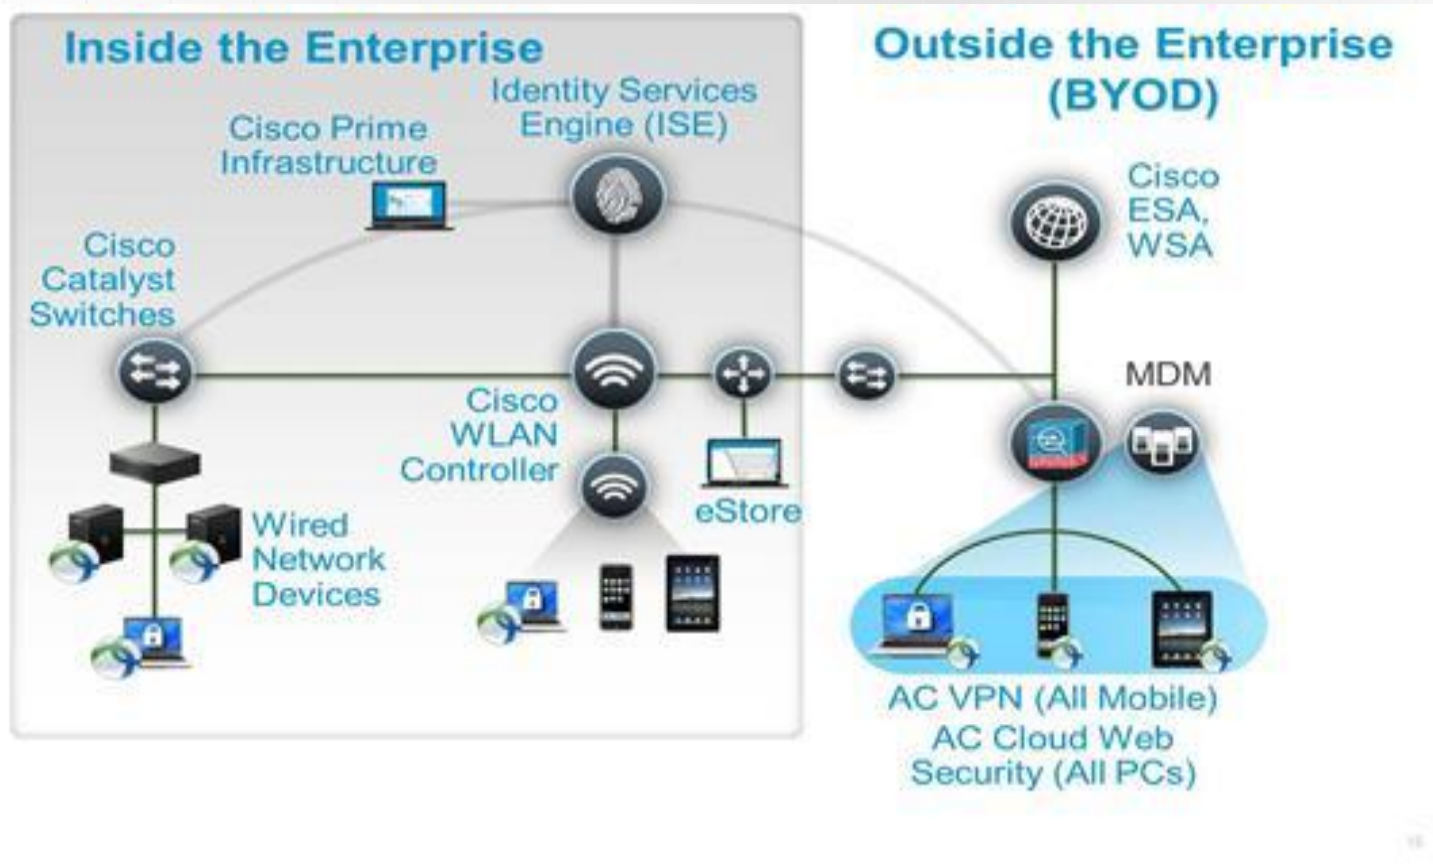 Inside the Enterprise
Outside the Enterprise
(BYOD)
Identity Services
Engine (ISE)
Cisco Prime
Infrastructure
Cisco
ESA,
WSA
Cisco
Catalyst
Switches
MDM
Cisco
WLAN
Controller
eStore
Wired
Network
Devices
AC VPN (All Mobile)
AC Cloud Web
Security (All PCs)